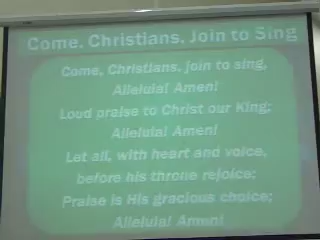 Come, Christians, Join to Sing
Come, Christians, join to sing,
Alleluia! Amen!
Loud praise to Christ our King;
Alleluia! Amen!
Let all, with heart and voice,
before his throne rejoice;
Praise is His gracious choice;
Alleluia! Amen!